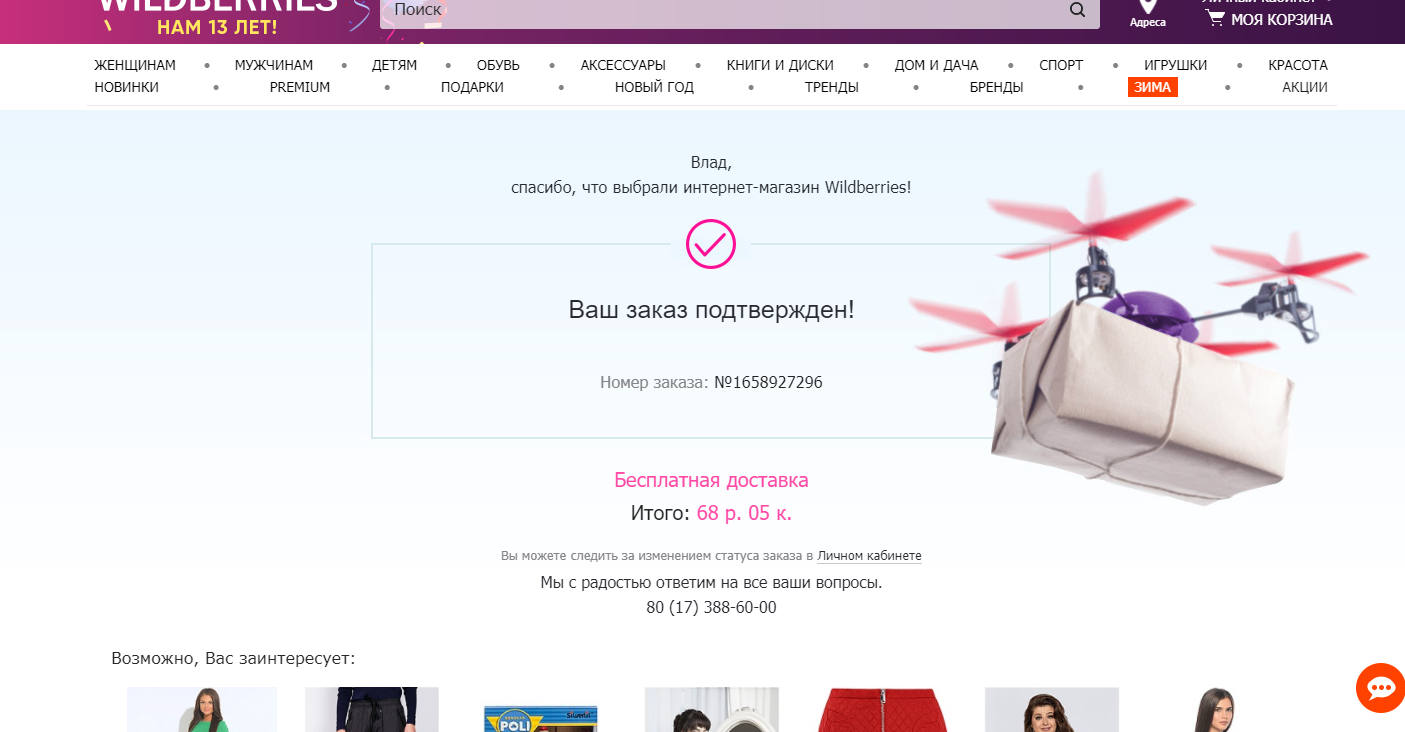 WILDBERRIES
НАМ 13 ЛЕТ!
Поиск
Личный кабинет
Адреса
МОЯ КОРЗИНА
ЖЕНЩИНАМ • МУЖЧИНАМ • ДЕТЯМ • ОБУВЬ • АКСЕССУАРЫ • КНИГИ И ДИСКИ • ДОМ И ДАЧА • СПОРТ • ИГРУШКИ • КРАСОТА
НОВИНКИ • PREMIUM • ПОДАРКИ • НОВЫЙ ГОД • ТРЕНДЫ • БРЕНДЫ • ЗИМА • АКЦИИ
Влад,
спасибо, что выбрали интернет-магазин Wildberries!
Ваш заказ подтвержден!
Номер заказа: №1658927296
Бесплатная доставка
Итого: 68 р. 05 к.
Вы можете следить за изменением статуса заказа в Личном кабинете
Мы с радостью ответим на все ваши вопросы.
80 (17) 388-60-00
Возможно, Вас заинтересует:
POLI
Silverlit